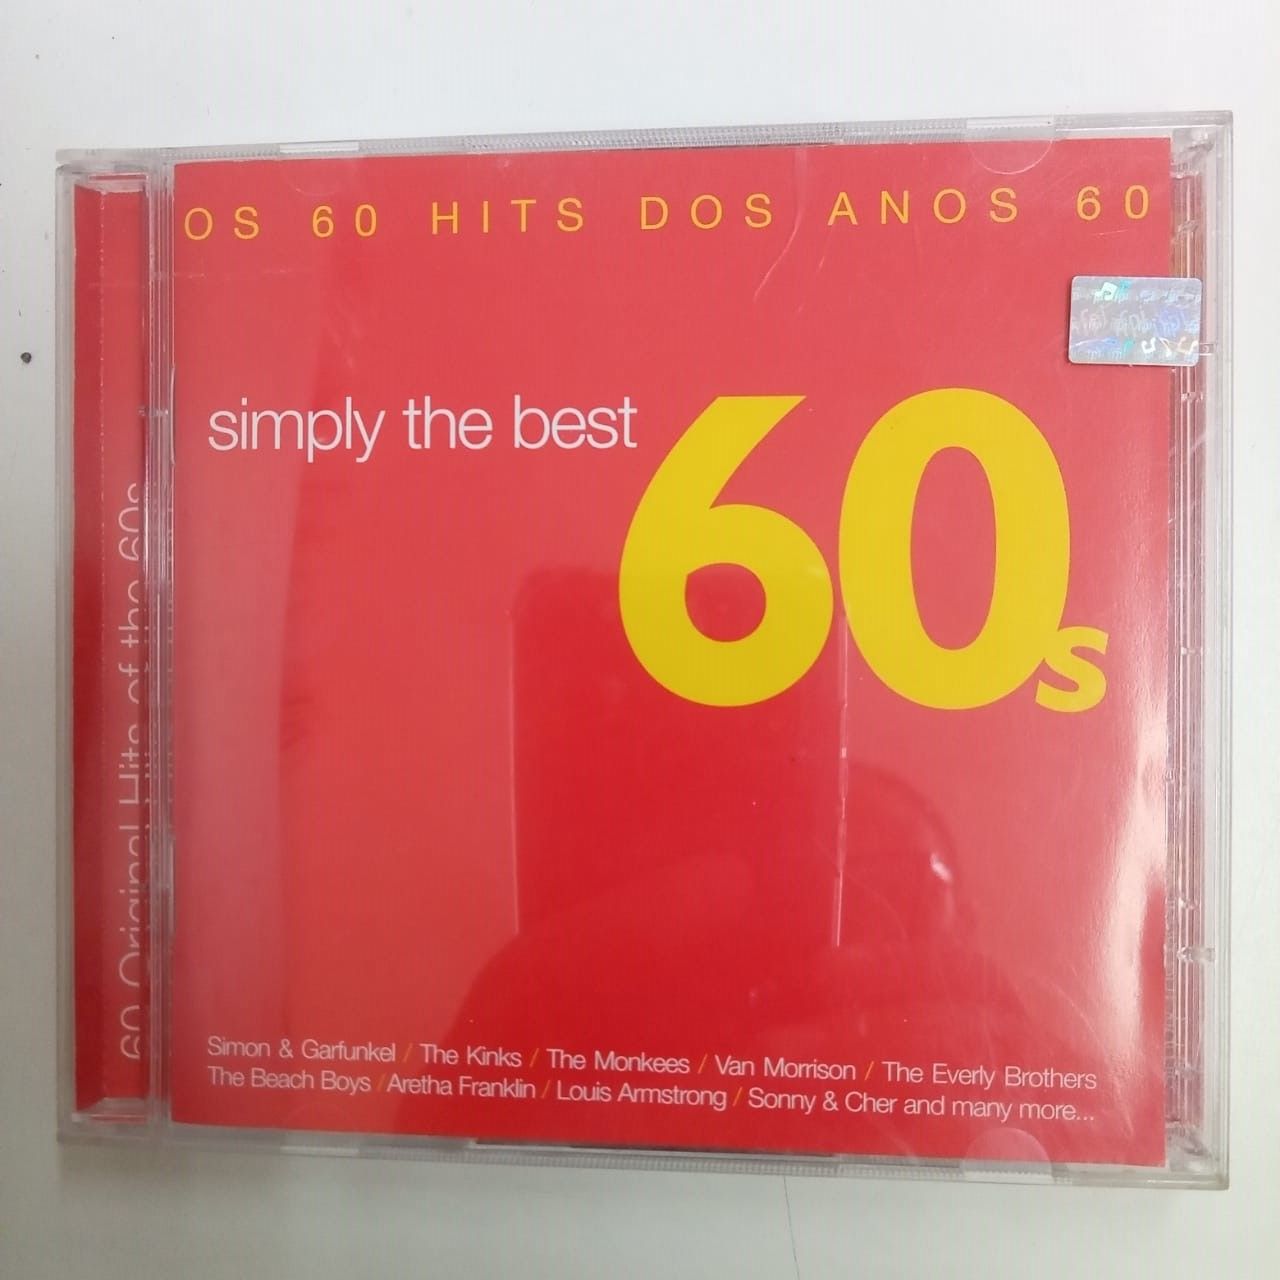 OS 60 HITS DOS ANOS 60
simply the best
60s
Simon & Garfunkel / The Kinks / The Monkees / Van Morrison / The Everly Brothers
The Beach Boys / Aretha Franklin / Louis Armstrong / Sonny & Cher and many more...
60 Original Hits of the 60s